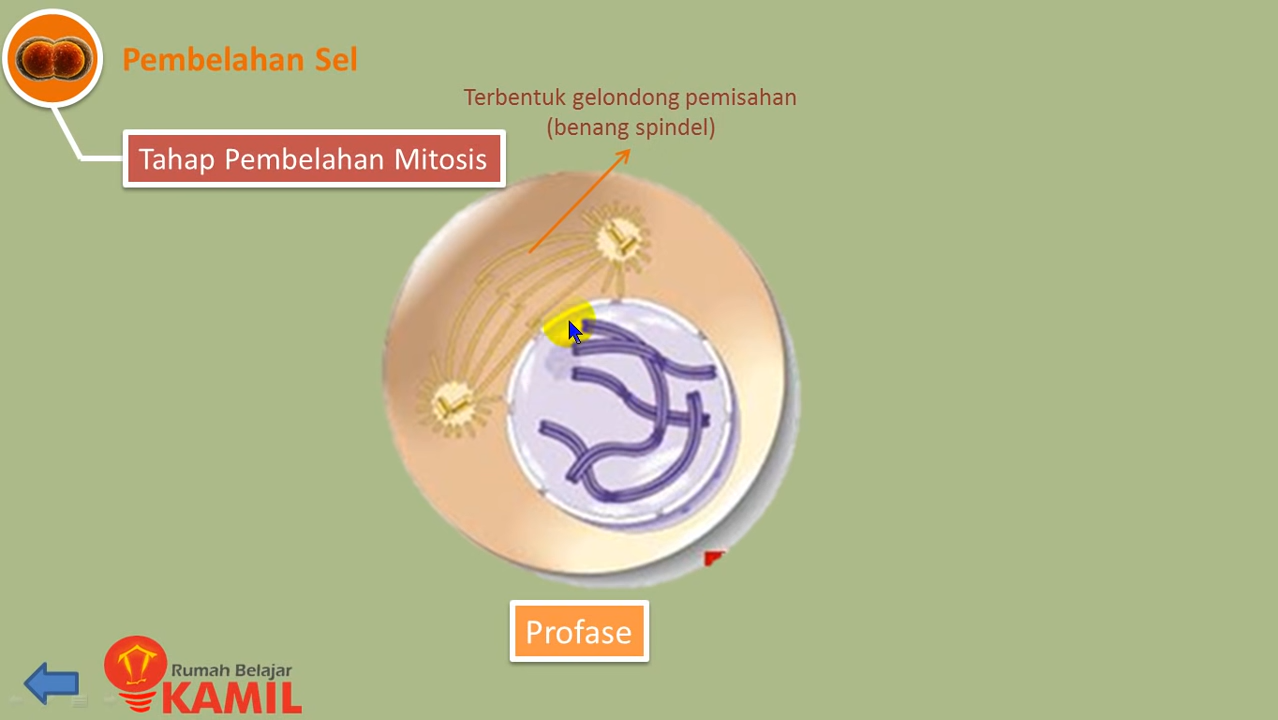 Pembelahan Sel
Terbentuk gelondong pemisahan
(benang spindel)
Tahap Pembelahan Mitosis
Profase
Rumah Belajar
KAMIL